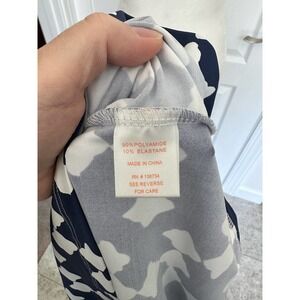 90% POLYAMIDE
10% ELASTANE
MADE IN CHINA
RN # 138734
SEE REVERSE
FOR CARE